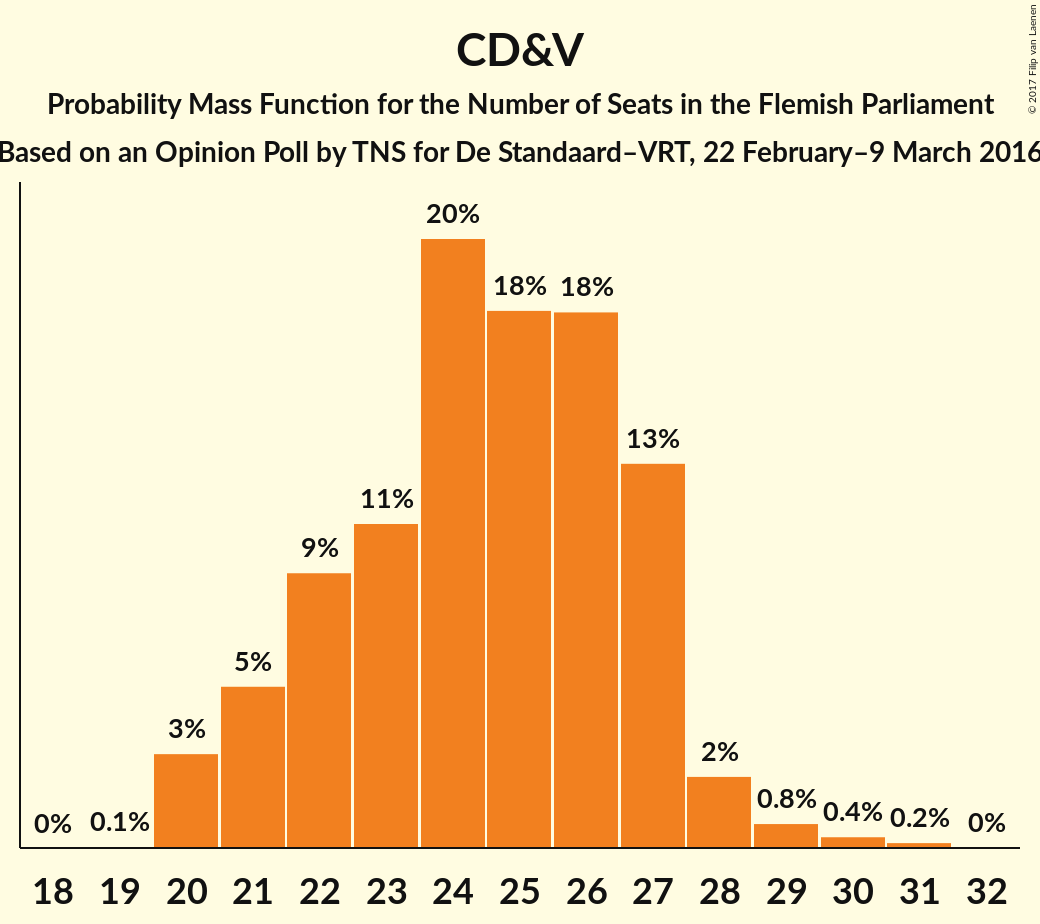 CD&V
Probability Mass Function for the Number of Seats in the Flemish Parliament
Based on an Opinion Poll by TNS for De Standaard–VRT, 22 February–9 March 2016
© 2017 Filip van Laenen
20%
18% 18%
13%
11%
9%
5%
3%
2%
0% 0.1% 0.8% 0.4% 0.2% 0%
18 19 20 21 22 23 24 25 26 27 28 29 30 31 32